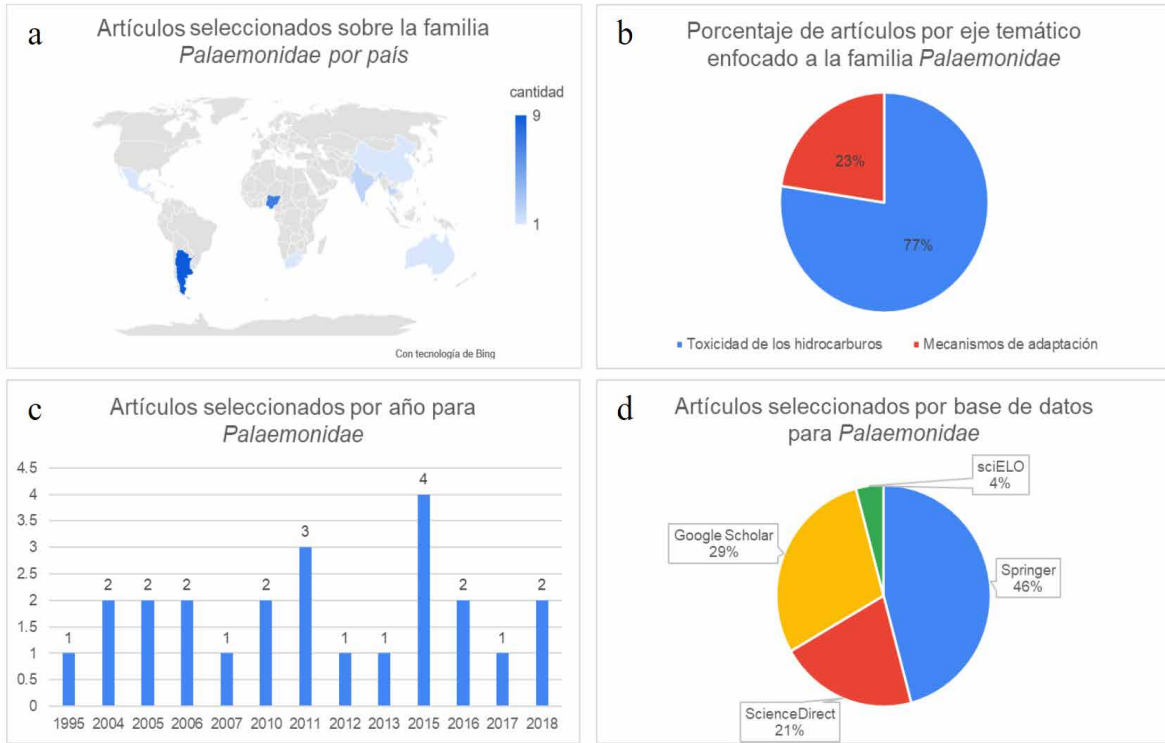 a
Artículos seleccionados sobre la familia
Palaemonidae por país
cantidad
9
1
Con tecnología de Bing
b
Porcentaje de artículos por eje temático
enfocado a la familia Palaemonidae
23%
77%
Toxicidad de los hidrocarburos
Mecanismos de adaptación
c
Artículos seleccionados por año para
Palaemonidae
4.5
4
3.5
3
2.5
2
1.5
1
0.5
0
1
2
2
2
1
2
3
1
1
4
2
1
2
1995 2004 2005 2006 2007 2010 2011 2012 2013 2015 2016 2017 2018
d
Artículos seleccionados por base de datos
para Palaemonidae
sciELO
4%
Google Scholar
29%
Springer
46%
ScienceDirect
21%